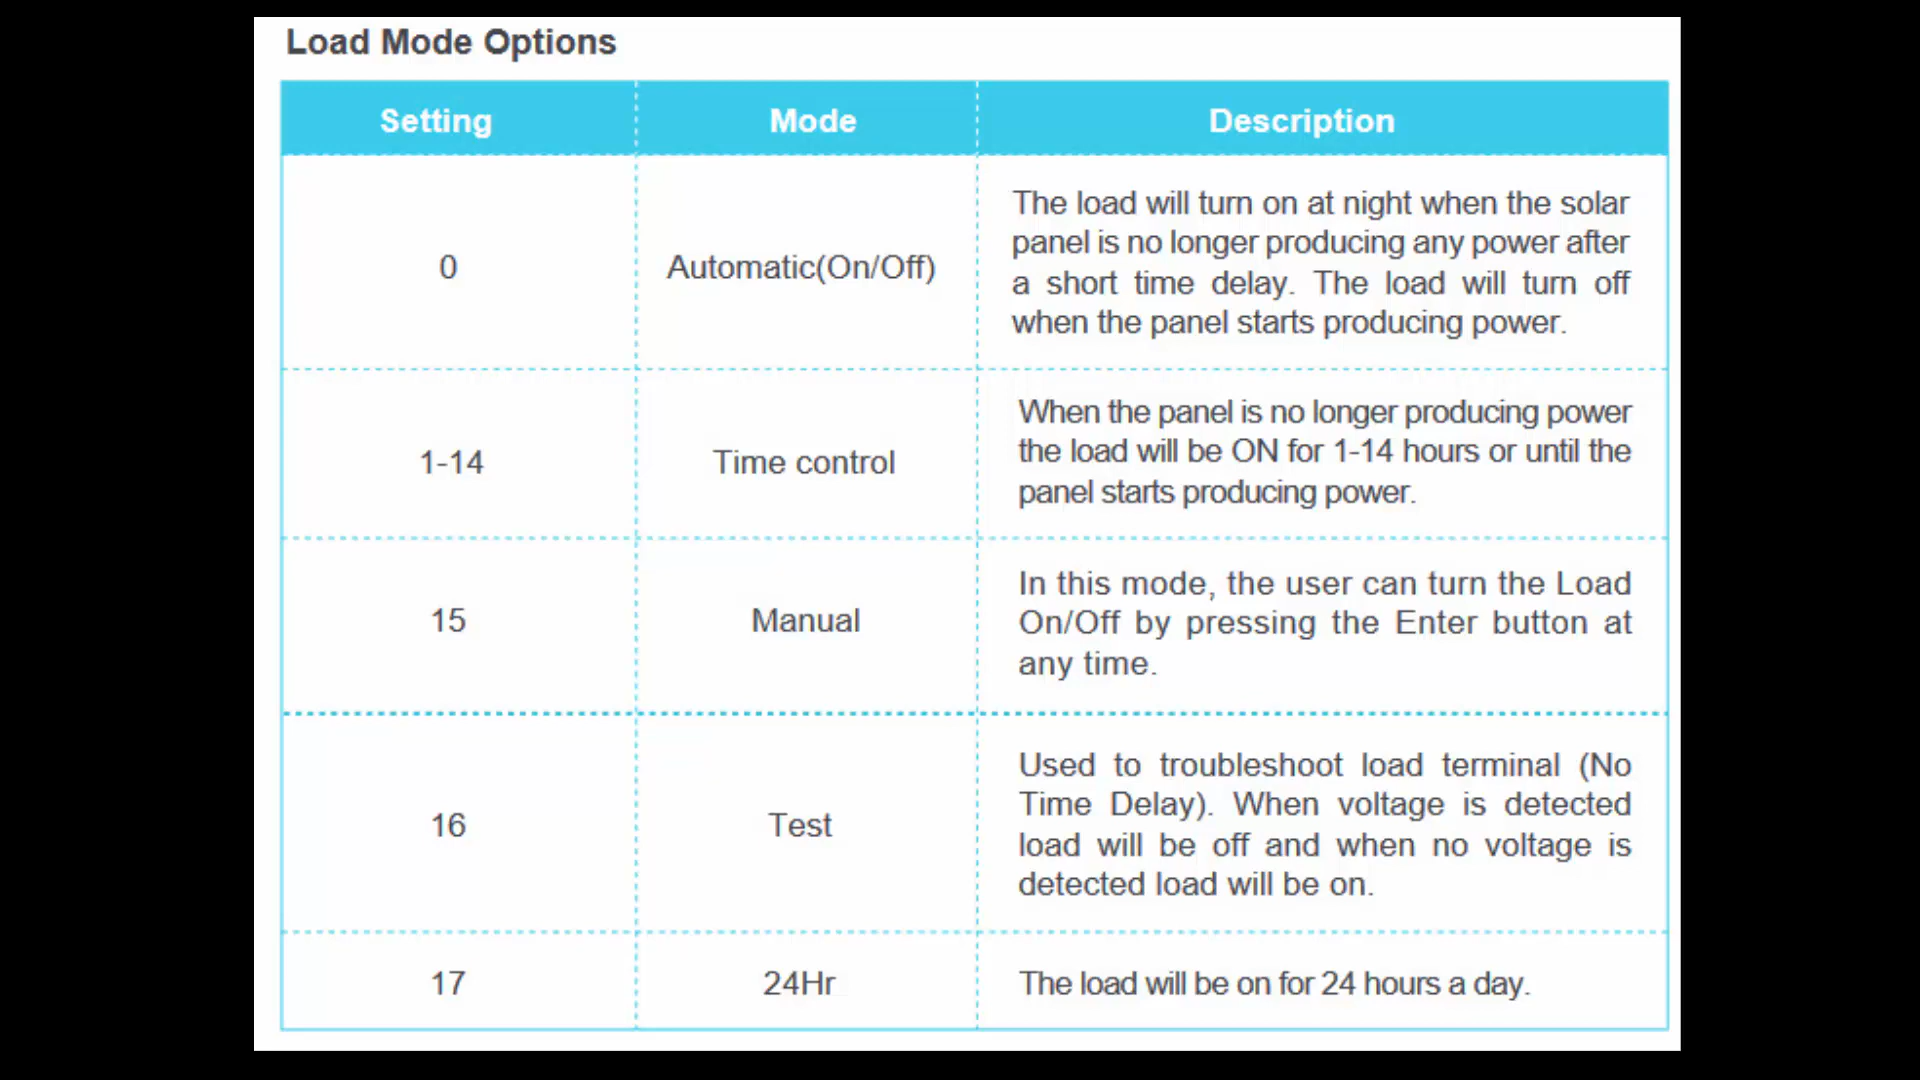 Load Mode Options
Setting Mode Description
0 Automatic(On/Off)
The load will turn on at night when the solar
panel is no longer producing any power after
a short time delay. The load will turn off
when the panel starts producing power.
1-14 Time control
When the panel is no longer producing power
the load will be ON for 1-14 hours or until the
panel starts producing power.
15 Manual
In this mode, the user can turn the Load
On/Off by pressing the Enter button at
any time.
16 Test
Used to troubleshoot load terminal (No
Time Delay). When voltage is detected
load will be off and when no voltage is
detected load will be on.
17 24Hr The load will be on for 24 hours a day.